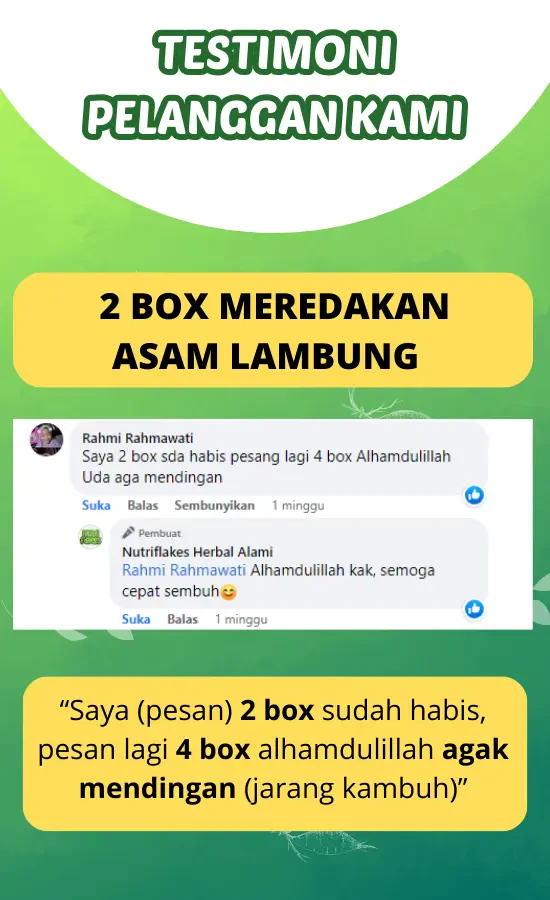 TESTIMONI
PELANGGAN KAMI
2 BOX MEREDAKAN
ASAM LAMBUNG
Rahmi Rahmawati
Saya 2 box sda habis pesang lagi 4 box Alhamdulillah
Uda aga mendingan
Suka Balas Sembunyikan 1 minggu
Pembuat
Nutriflakes Herbal Alami
Rahmi Rahmawati Alhamdulillah kak, semoga
cepat sembuh😊
Suka Balas 1 minggu
“Saya (pesan) 2 box sudah habis,
pesan lagi 4 box alhamdulillah agak
mendingan (jarang kambuh)”